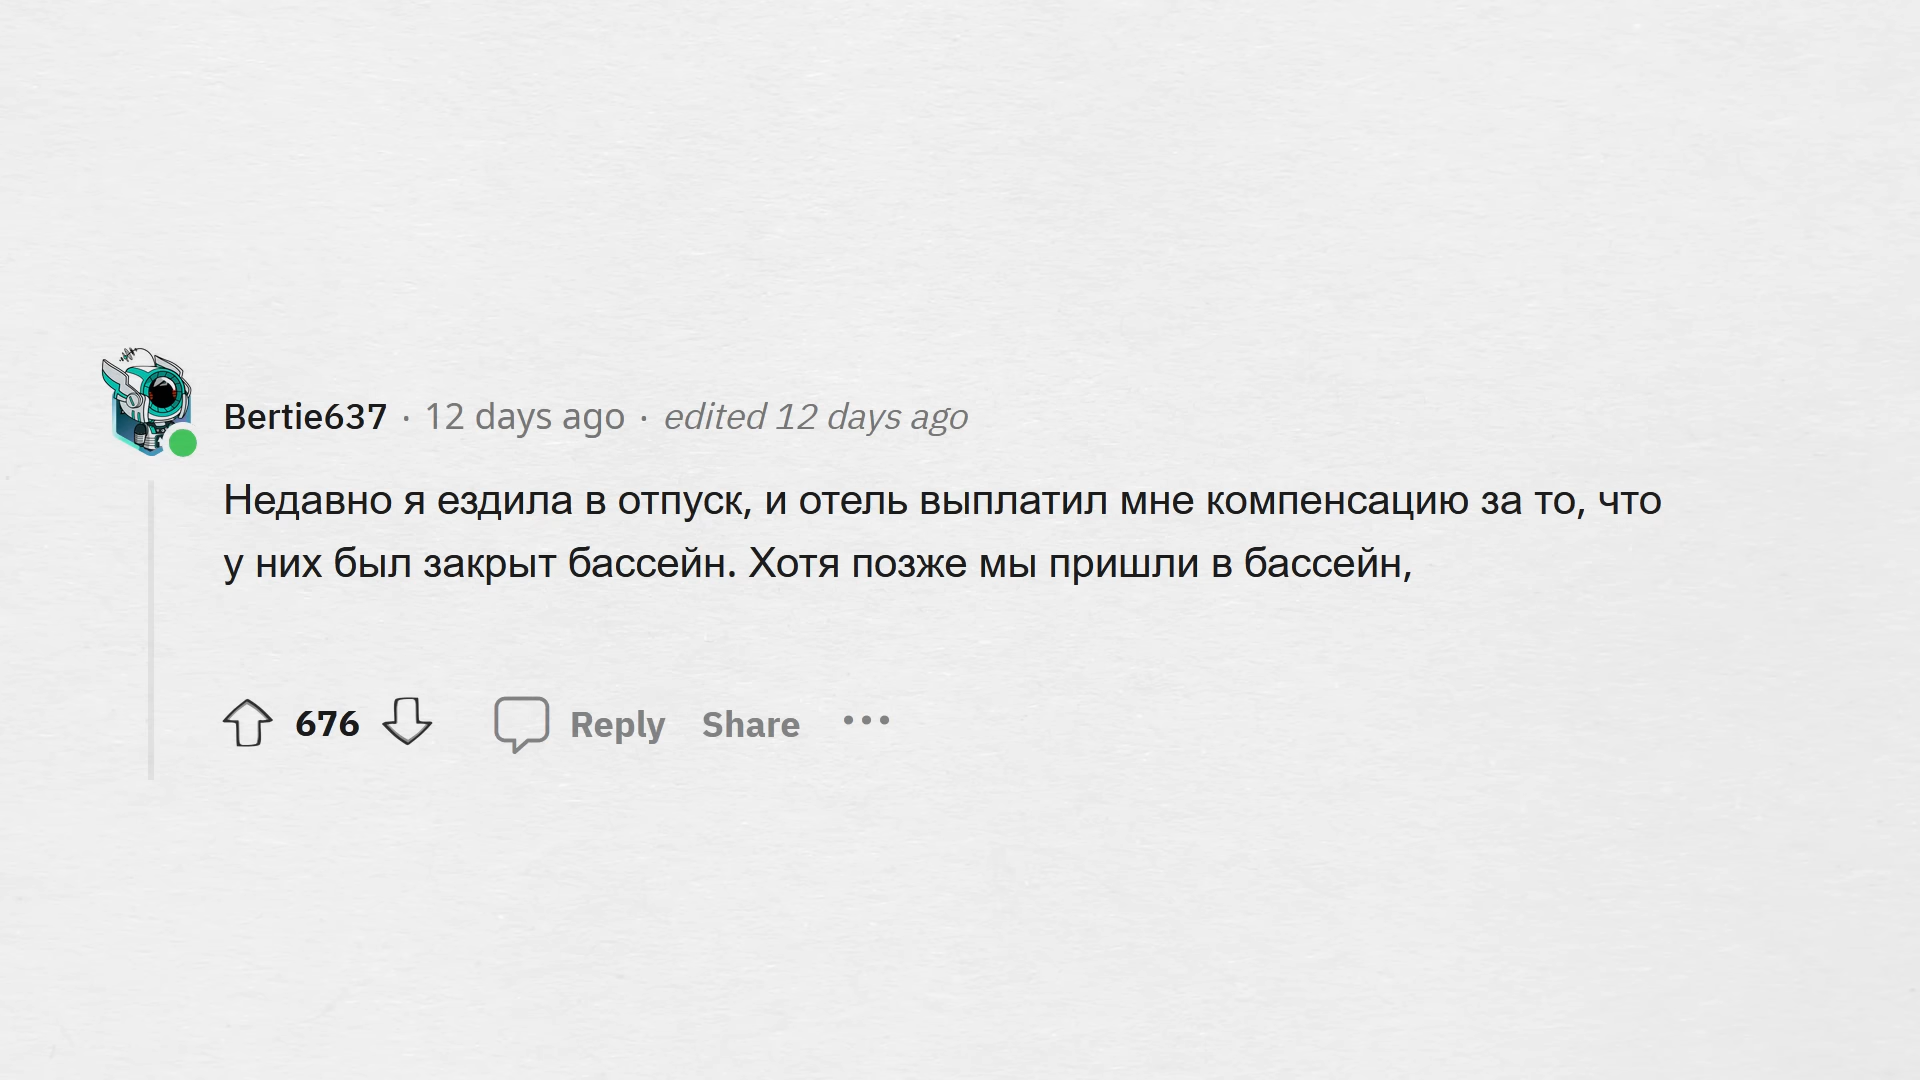 Bertie637 · 12 days ago · edited 12 days ago
Недавно я ездила в отпуск, и отель выплатил мне компенсацию за то, что
у них был закрыт бассейн. Хотя позже мы пришли в бассейн,
676 Reply Share